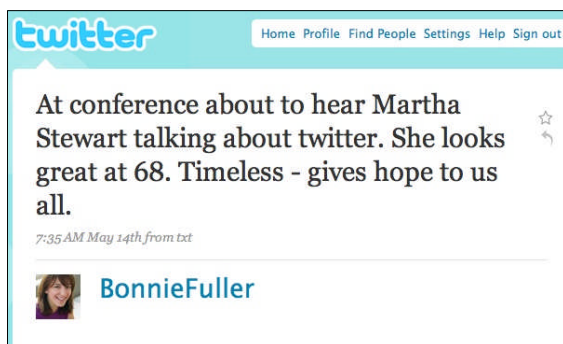 twitter
Home Profile Find People Settings Help Sign out
At conference about to hear Martha
Stewart talking about twitter. She looks
great at 68. Timeless - gives hope to us
all.
7:35 AM May 14th from txt
BonnieFuller